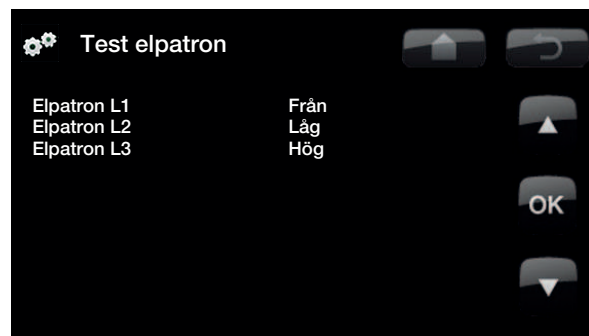 Test elpatron
Elpatron L1 Från
Elpatron L2 Låg
Elpatron L3 Hög
OK